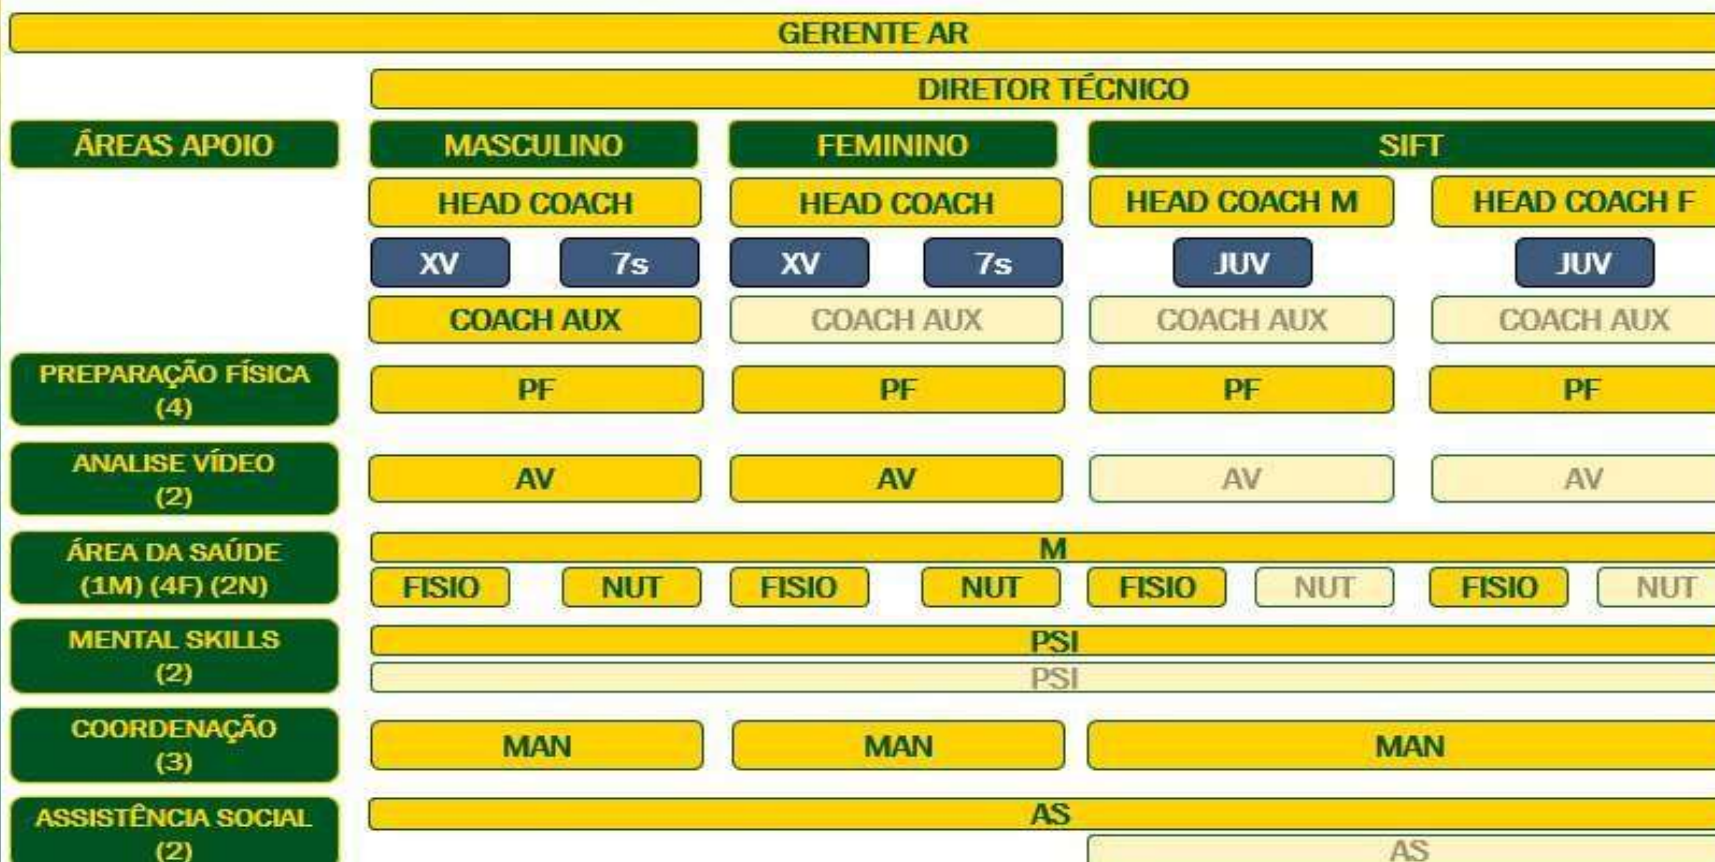 GERENTE AR
DIRETOR TÉCNICO
ÁREAS APOIO MASCULINO FEMININO SIFT
HEAD COACH HEAD COACH HEAD COACH M HEAD COACH F
XV 7s XV 7s JUV JUV
COACH AUX COACH AUX COACH AUX COACH AUX
PREPARAÇÃO FÍSICA
(4)
PF PF PF PF
ANALISE VÍDEO
(2)
AV AV AV AV
ÁREA DA SAÚDE
(1M) (4F) (2N)
M
FISIO NUT FISIO NUT FISIO NUT FISIO NUT
MENTAL SKILLS
(2)
PSI
PSI
COORDENAÇÃO
(3)
MAN MAN MAN
ASSISTÊNCIA SOCIAL
(2)
AS
AS